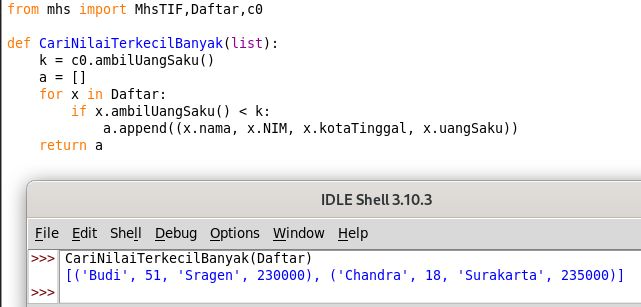 from mhs import MhsTIF,Daftar,c0
def CariNilaiTerkecilBanyak(list):
    k = c0.ambilUangSaku()
    a = []
    for x in Daftar:
        if x.ambilUangSaku() < k:
            a.append((x.nama, x.NIM, x.kotaTinggal, x.uangSaku))
    return a
IDLE Shell 3.10.3
File Edit Shell Debug Options Window Help
>>> CariNilaiTerkecilBanyak(Daftar)
[('Budi', 51, 'Sragen', 230000), ('Chandra', 18, 'Surakarta', 235000)]
>>>